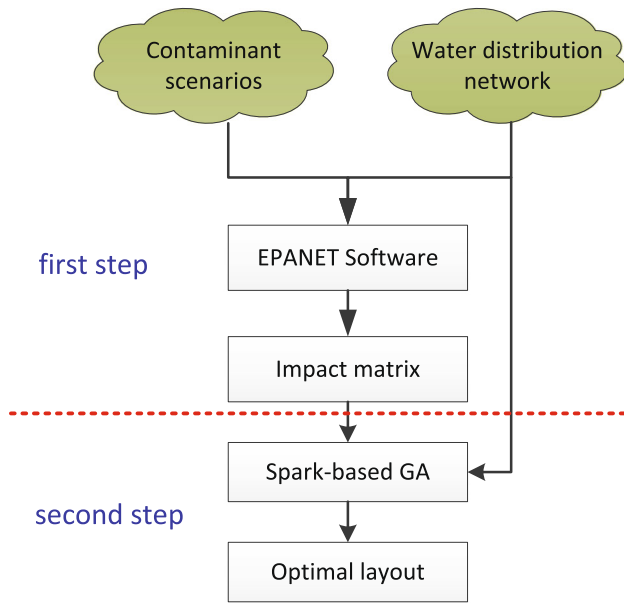 Contaminant
scenarios
Water distribution
network
first step
EPANET Software
Impact matrix
Spark-based GA
second step
Optimal layout